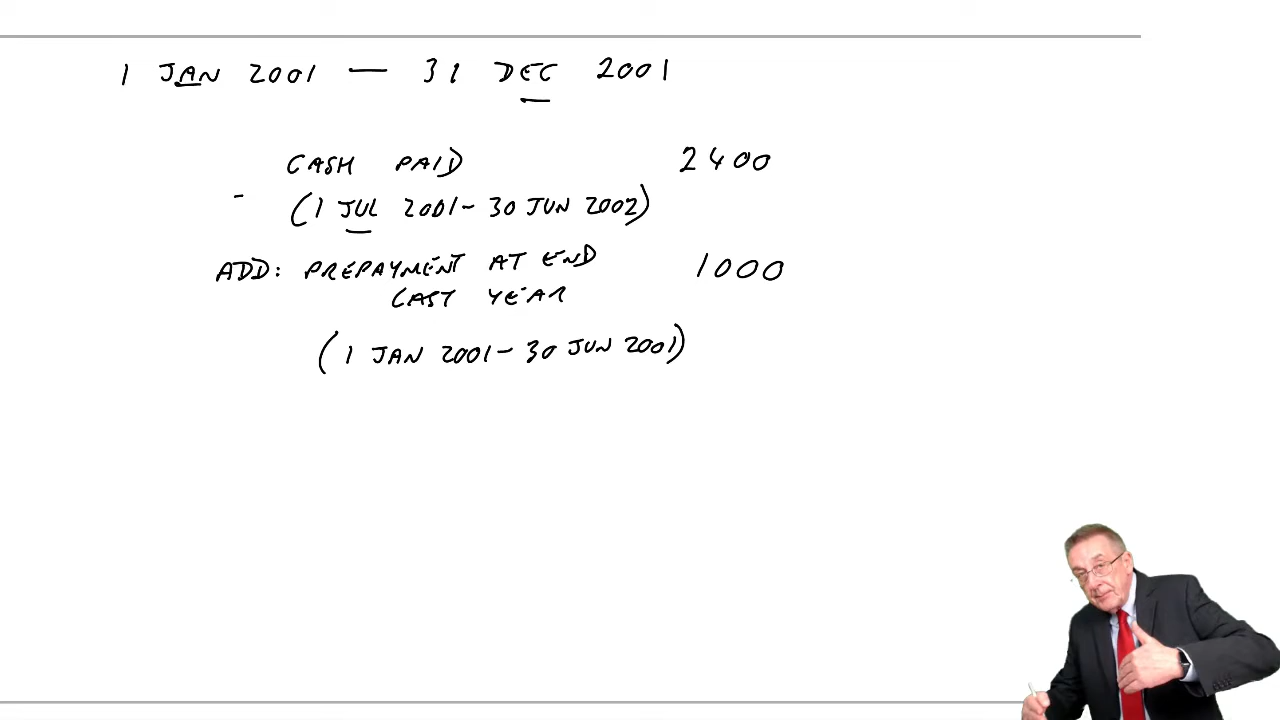 1 JAN 2001 — 31 DEC 2001
CASH PAID 2400
(1 JUL 2001 - 30 JUN 2002)
ADD: PREPAYMENT AT END 1000
LAST YEAR
(1 JAN 2001 - 30 JUN 2001)